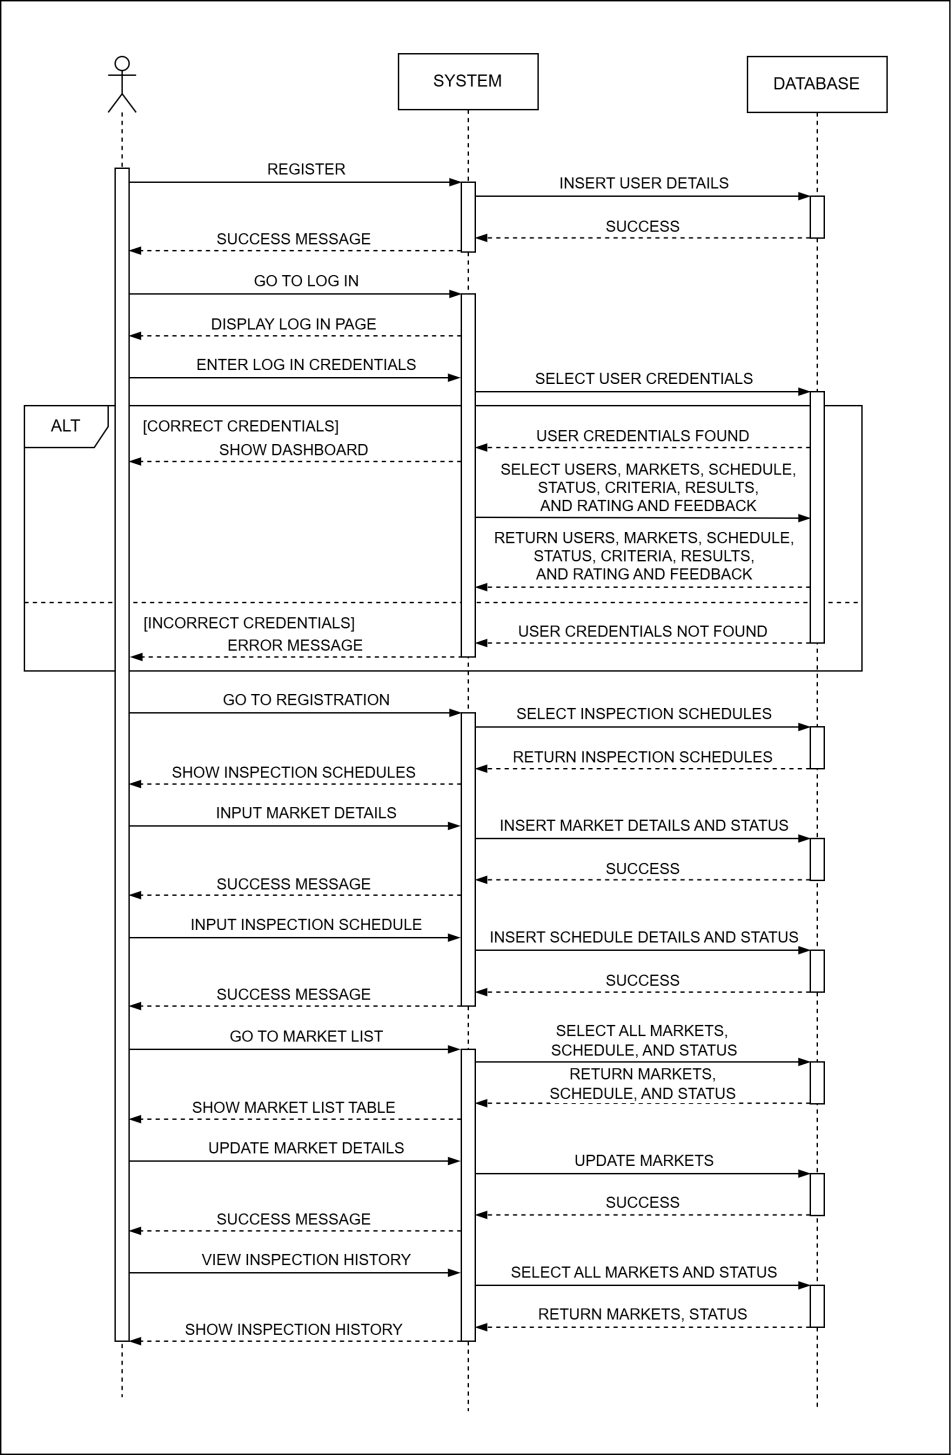 SYSTEM
DATABASE
REGISTER
INSERT USER DETAILS
SUCCESS
SUCCESS MESSAGE
GO TO LOG IN
DISPLAY LOG IN PAGE
ENTER LOG IN CREDENTIALS
SELECT USER CREDENTIALS
ALT
[CORRECT CREDENTIALS]
USER CREDENTIALS FOUND
SHOW DASHBOARD
SELECT USERS, MARKETS, SCHEDULE,
STATUS, CRITERIA, RESULTS,
AND RATING AND FEEDBACK
RETURN USERS, MARKETS, SCHEDULE,
STATUS, CRITERIA, RESULTS,
AND RATING AND FEEDBACK
[INCORRECT CREDENTIALS]
USER CREDENTIALS NOT FOUND
ERROR MESSAGE
GO TO REGISTRATION
SELECT INSPECTION SCHEDULES
RETURN INSPECTION SCHEDULES
SHOW INSPECTION SCHEDULES
INPUT MARKET DETAILS
INSERT MARKET DETAILS AND STATUS
SUCCESS
SUCCESS MESSAGE
INPUT INSPECTION SCHEDULE
INSERT SCHEDULE DETAILS AND STATUS
SUCCESS
SUCCESS MESSAGE
GO TO MARKET LIST
SELECT ALL MARKETS,
SCHEDULE, AND STATUS
RETURN MARKETS,
SCHEDULE, AND STATUS
SHOW MARKET LIST TABLE
UPDATE MARKET DETAILS
UPDATE MARKETS
SUCCESS
SUCCESS MESSAGE
VIEW INSPECTION HISTORY
SELECT ALL MARKETS AND STATUS
RETURN MARKETS, STATUS
SHOW INSPECTION HISTORY